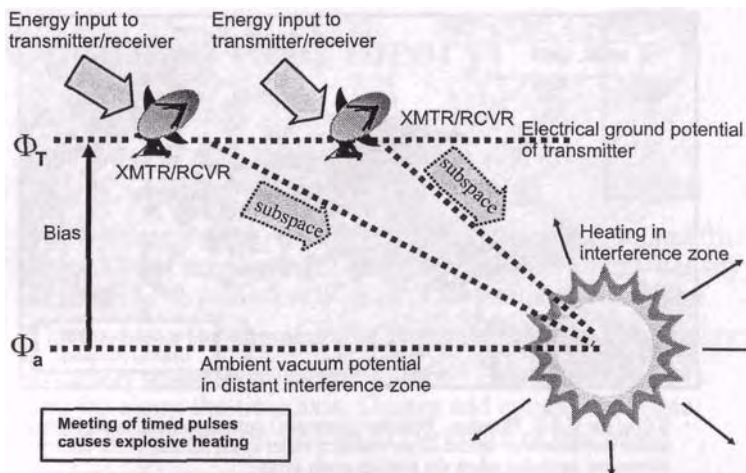 Energy input to
transmitter/receiver
Energy input to
transmitter/receiver
XMTR/RCVR
ΦT
Electrical ground potential
of transmitter
XMTR/RCVR
subspace
subspace
Bias
Heating in
interference zone
Φa
Ambient vacuum potential
in distant interference zone
Meeting of timed pulses
causes explosive heating